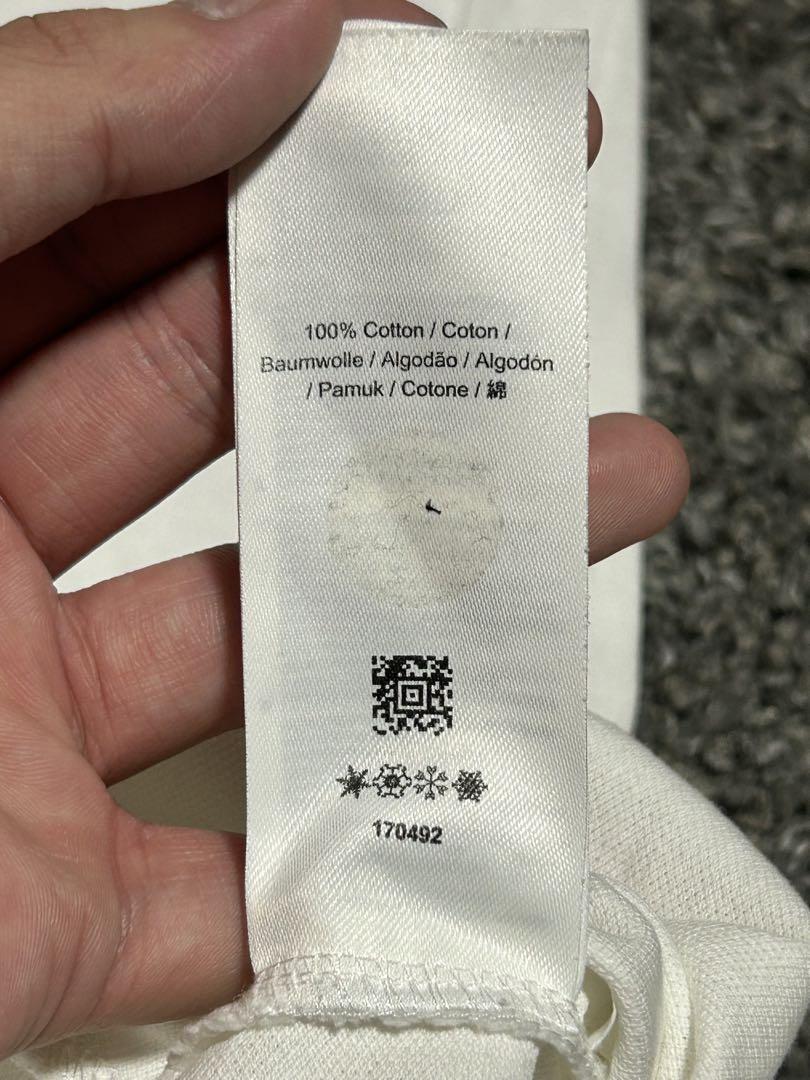 100% Cotton / Coton /
Baumwolle / Algodão / Algodón
/ Pamuk / Cotone / 綿
170492